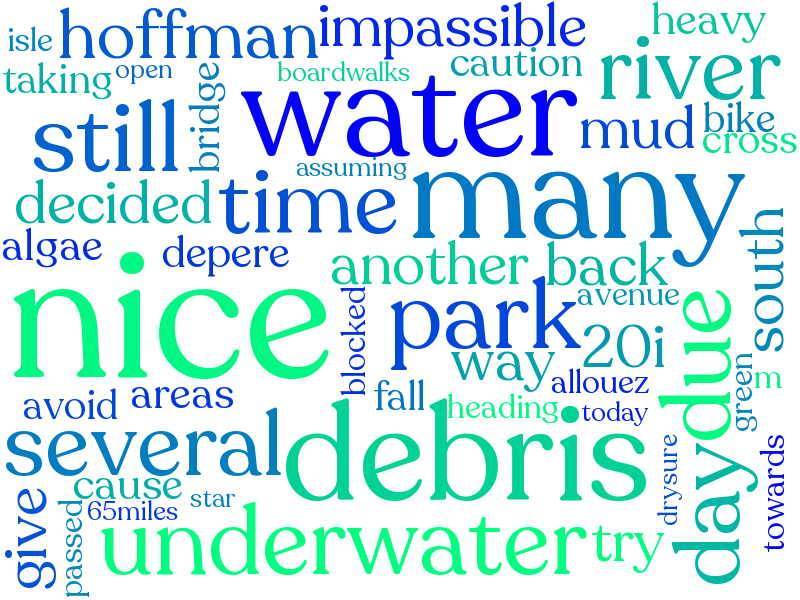 isle
hoffman
impassible
heavy
taking
open
boardwalks
caution
river
still
bridge
water
mud
bike
cross
assuming
decided
time
many
algae
depere
another
back
south
nice
blocked
park
avenue
way
20i
due
green
m
avoid
areas
fall
allouez
heading
today
several
debris
day
drysure
towards
give
cause
passed
65miles
star
underwater
try